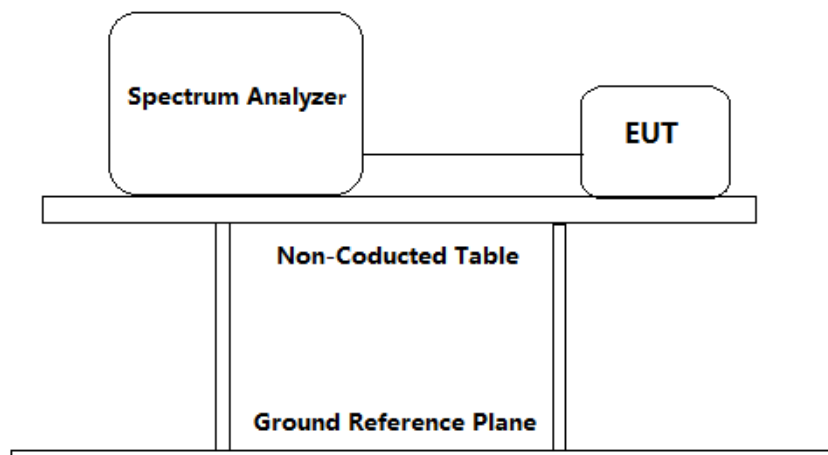 Spectrum Analyzer
EUT
Non-Coducted Table
Ground Reference Plane